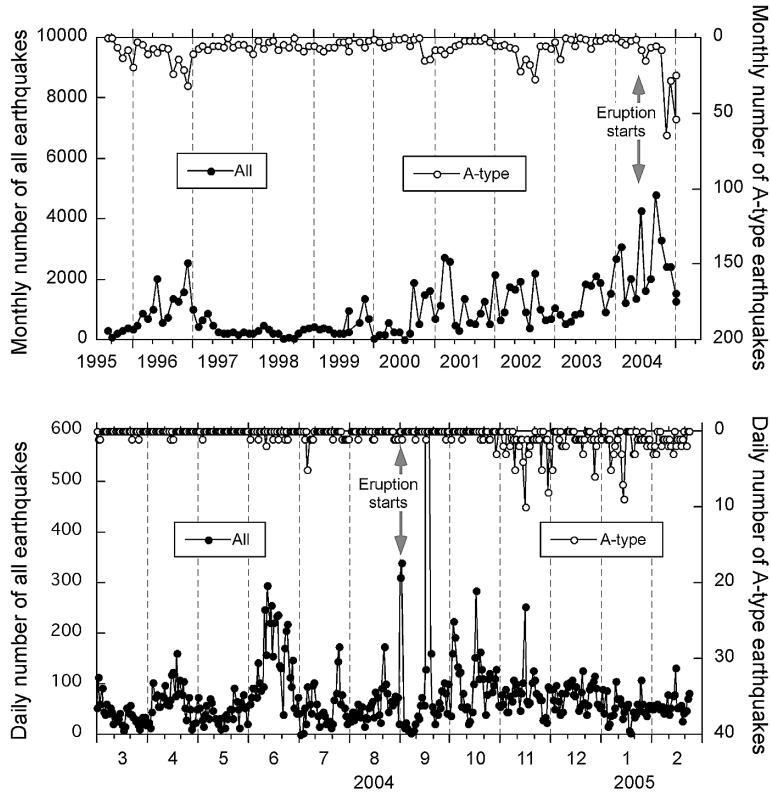 Monthly number of all earthquakes
10000
8000
6000
4000
2000
0
0
50
100
150
200
Monthly number of A-type earthquakes
Eruption
starts
All
A-type
1995 1996 1997 1998 1999 2000 2001 2002 2003 2004
Daily number of all earthquakes
600
500
400
300
200
100
0
0
10
20
30
40
Daily number of A-type earthquakes
Eruption
starts
All
A-type
3 4 5 6 7 8 9 10 11 12 1 2
2004 2005